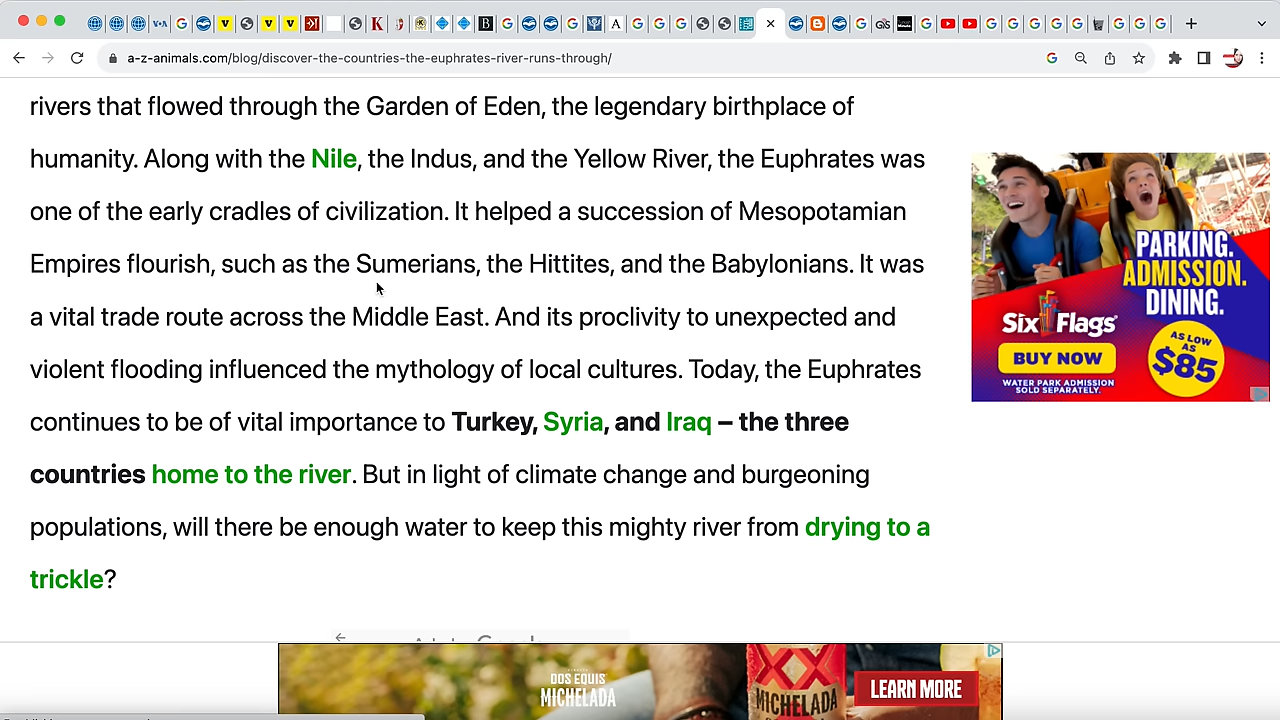 a-z-animals.com/blog/discover-the-countries-the-euphrates-river-runs-through/
rivers that flowed through the Garden of Eden, the legendary birthplace of
humanity. Along with the Nile, the Indus, and the Yellow River, the Euphrates was
one of the early cradles of civilization. It helped a succession of Mesopotamian
Empires flourish, such as the Sumerians, the Hittites, and the Babylonians. It was
a vital trade route across the Middle East. And its proclivity to unexpected and
violent flooding influenced the mythology of local cultures. Today, the Euphrates
continues to be of vital importance to Turkey, Syria, and Iraq – the three
countries home to the river. But in light of climate change and burgeoning
populations, will there be enough water to keep this mighty river from drying to a
trickle?
PARKING.
ADMISSION.
DINING.
Six Flags
BUY NOW
AS LOW
AS
$85
WATER PARK ADMISSION
SOLD SEPARATELY.
DOS EQUIS
MICHELADA
XX
MICHELADA
LEARN MORE